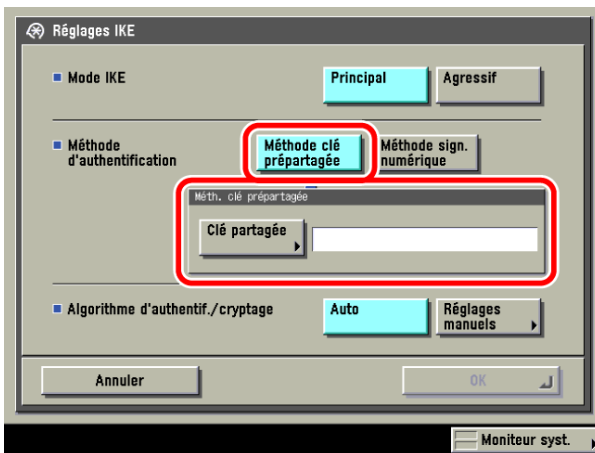 Réglages IKE
Mode IKE
Principal
Agressif
Méthode
d'authentification
Méthode clé
prépartagée
Méthode sign.
numérique
Méth. clé prépartagée
Clé partagée
Algorithme d'authentif./cryptage
Auto
Réglages
manuels
Annuler
OK
Moniteur syst.